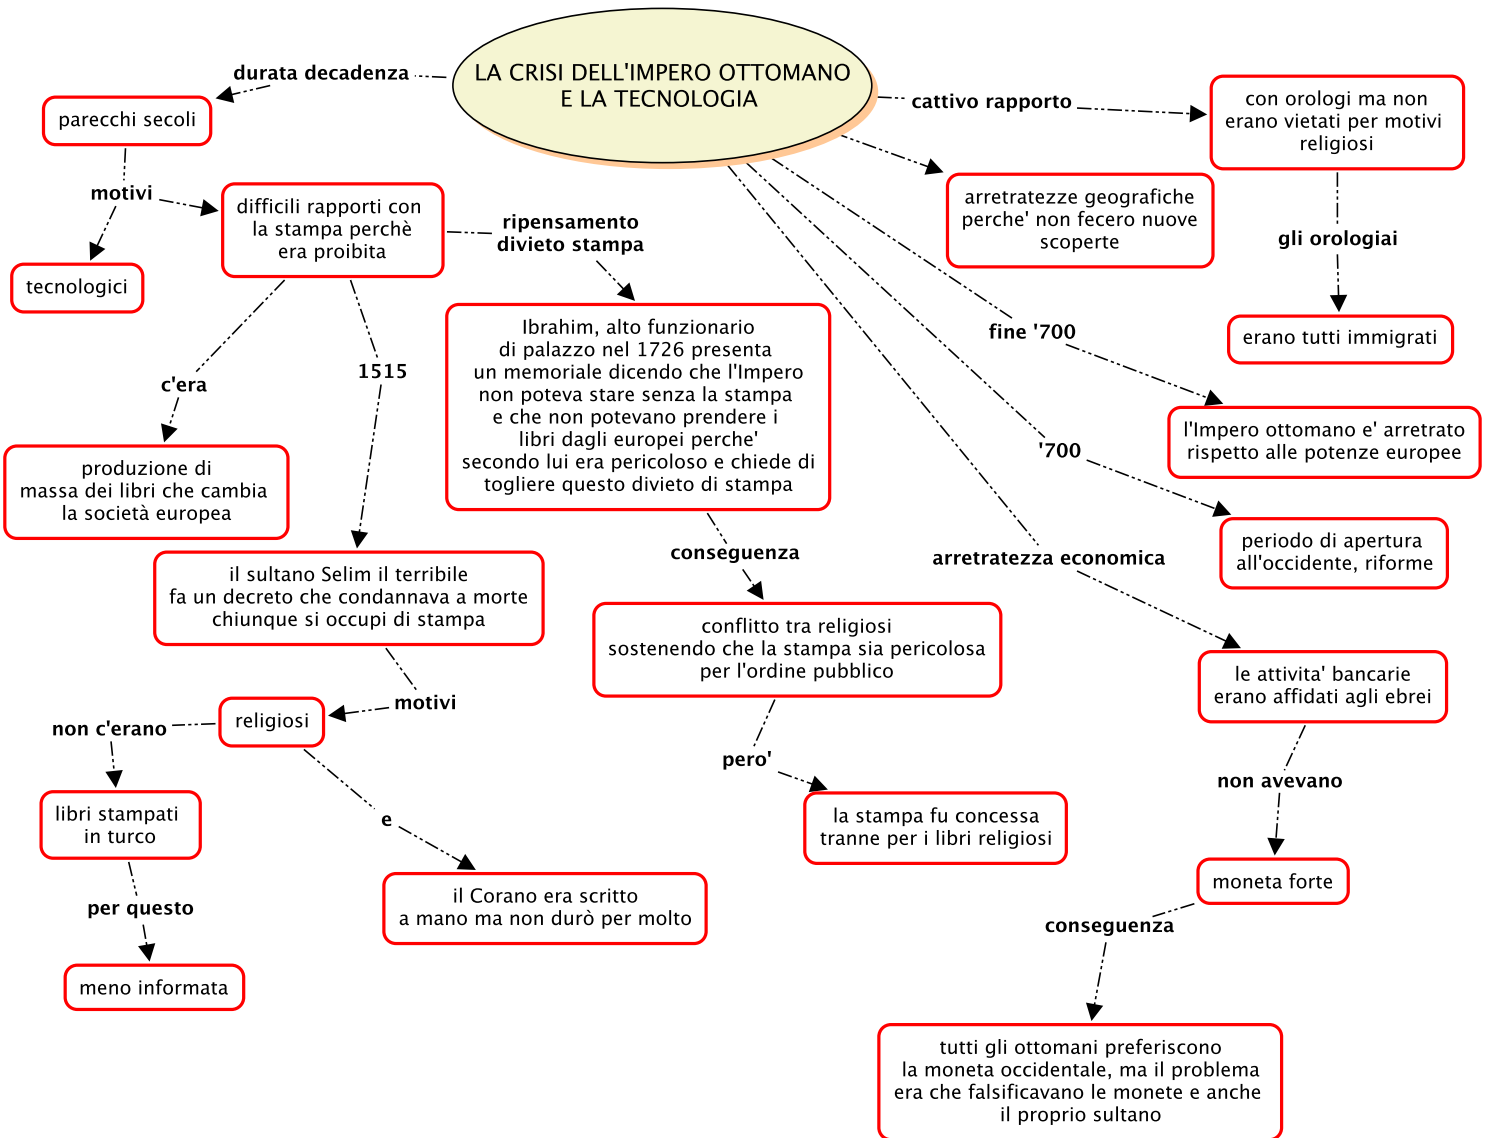 LA CRISI DELL'IMPERO OTTOMANO
E LA TECNOLOGIA
durata decadenza
parecchi secoli
motivi
tecnologici
difficili rapporti con
la stampa perchè
era proibita
c'era
produzione di
massa dei libri che cambia
la società europea
1515
il sultano Selim il terribile
fa un decreto che condannava a morte
chiunque si occupi di stampa
motivi
religiosi
non c'erano
libri stampati
in turco
per questo
meno informata
e
il Corano era scritto
a mano ma non durò per molto
ripensamento
divieto stampa
Ibrahim, alto funzionario
di palazzo nel 1726 presenta
un memoriale dicendo che l'Impero
non poteva stare senza la stampa
e che non potevano prendere i
libri dagli europei perche'
secondo lui era pericoloso e chiede di
togliere questo divieto di stampa
conseguenza
conflitto tra religiosi
sostenendo che la stampa sia pericolosa
per l'ordine pubblico
pero'
la stampa fu concessa
tranne per i libri religiosi
cattivo rapporto
con orologi ma non
erano vietati per motivi
religiosi
gli orologiai
erano tutti immigrati
arretratezze geografiche
perche' non fecero nuove
scoperte
fine '700
l'Impero ottomano e' arretrato
rispetto alle potenze europee
'700
periodo di apertura
all'occidente, riforme
arretratezza economica
le attivita' bancarie
erano affidati agli ebrei
non avevano
moneta forte
conseguenza
tutti gli ottomani preferiscono
la moneta occidentale, ma il problema
era che falsificavano le monete e anche
il proprio sultano